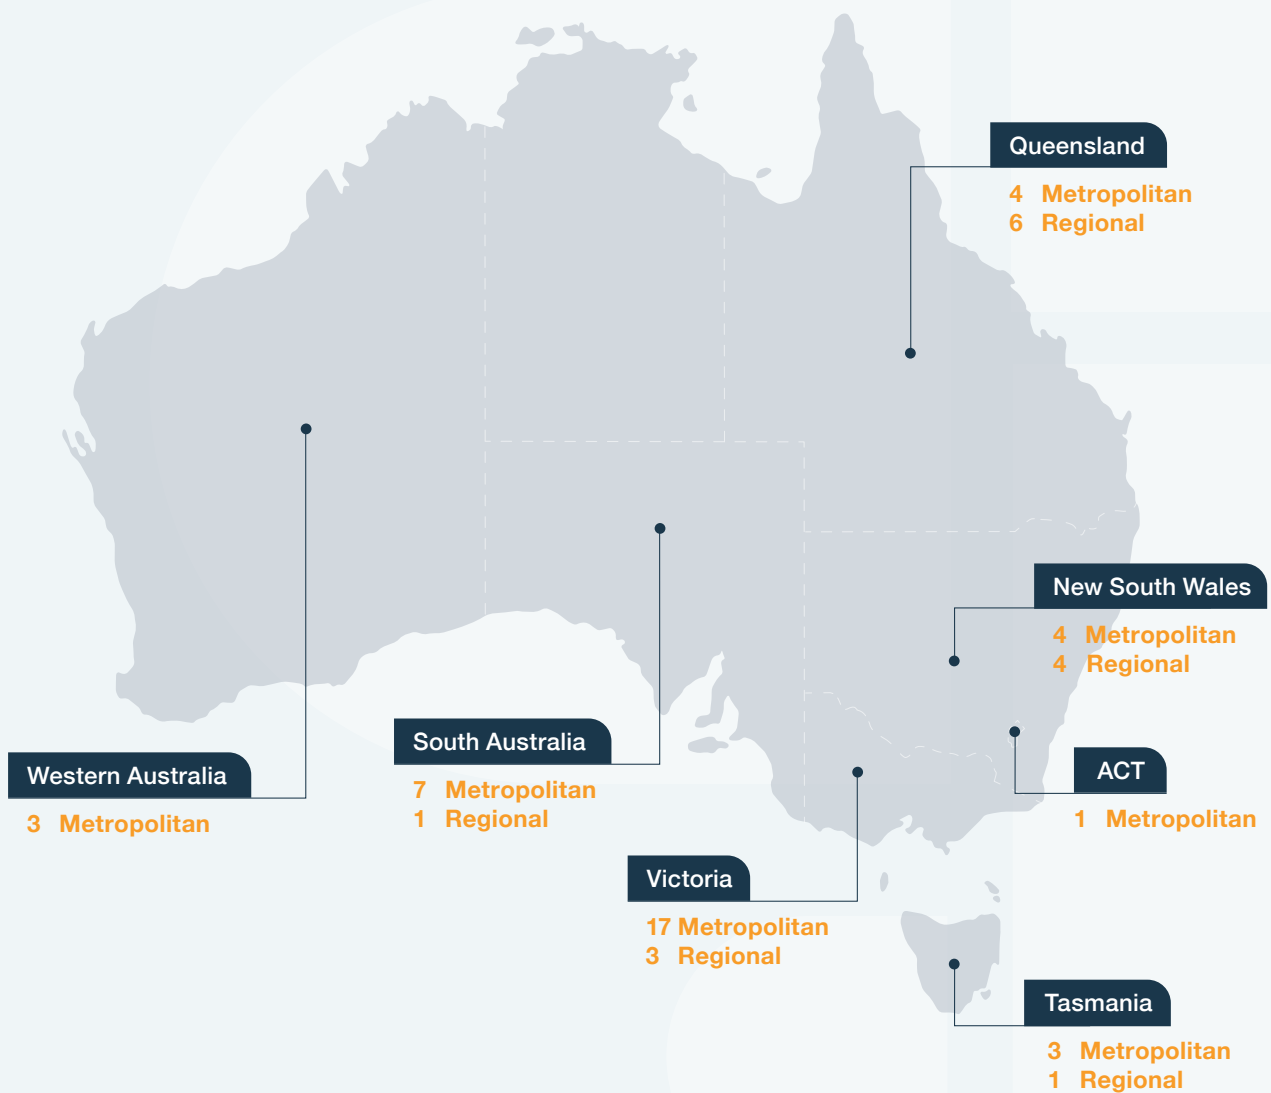 Queensland
4 Metropolitan
6 Regional
New South Wales
4 Metropolitan
4 Regional
South Australia
7 Metropolitan
1 Regional
Western Australia
3 Metropolitan
ACT
1 Metropolitan
Victoria
17 Metropolitan
3 Regional
Tasmania
3 Metropolitan
1 Regional